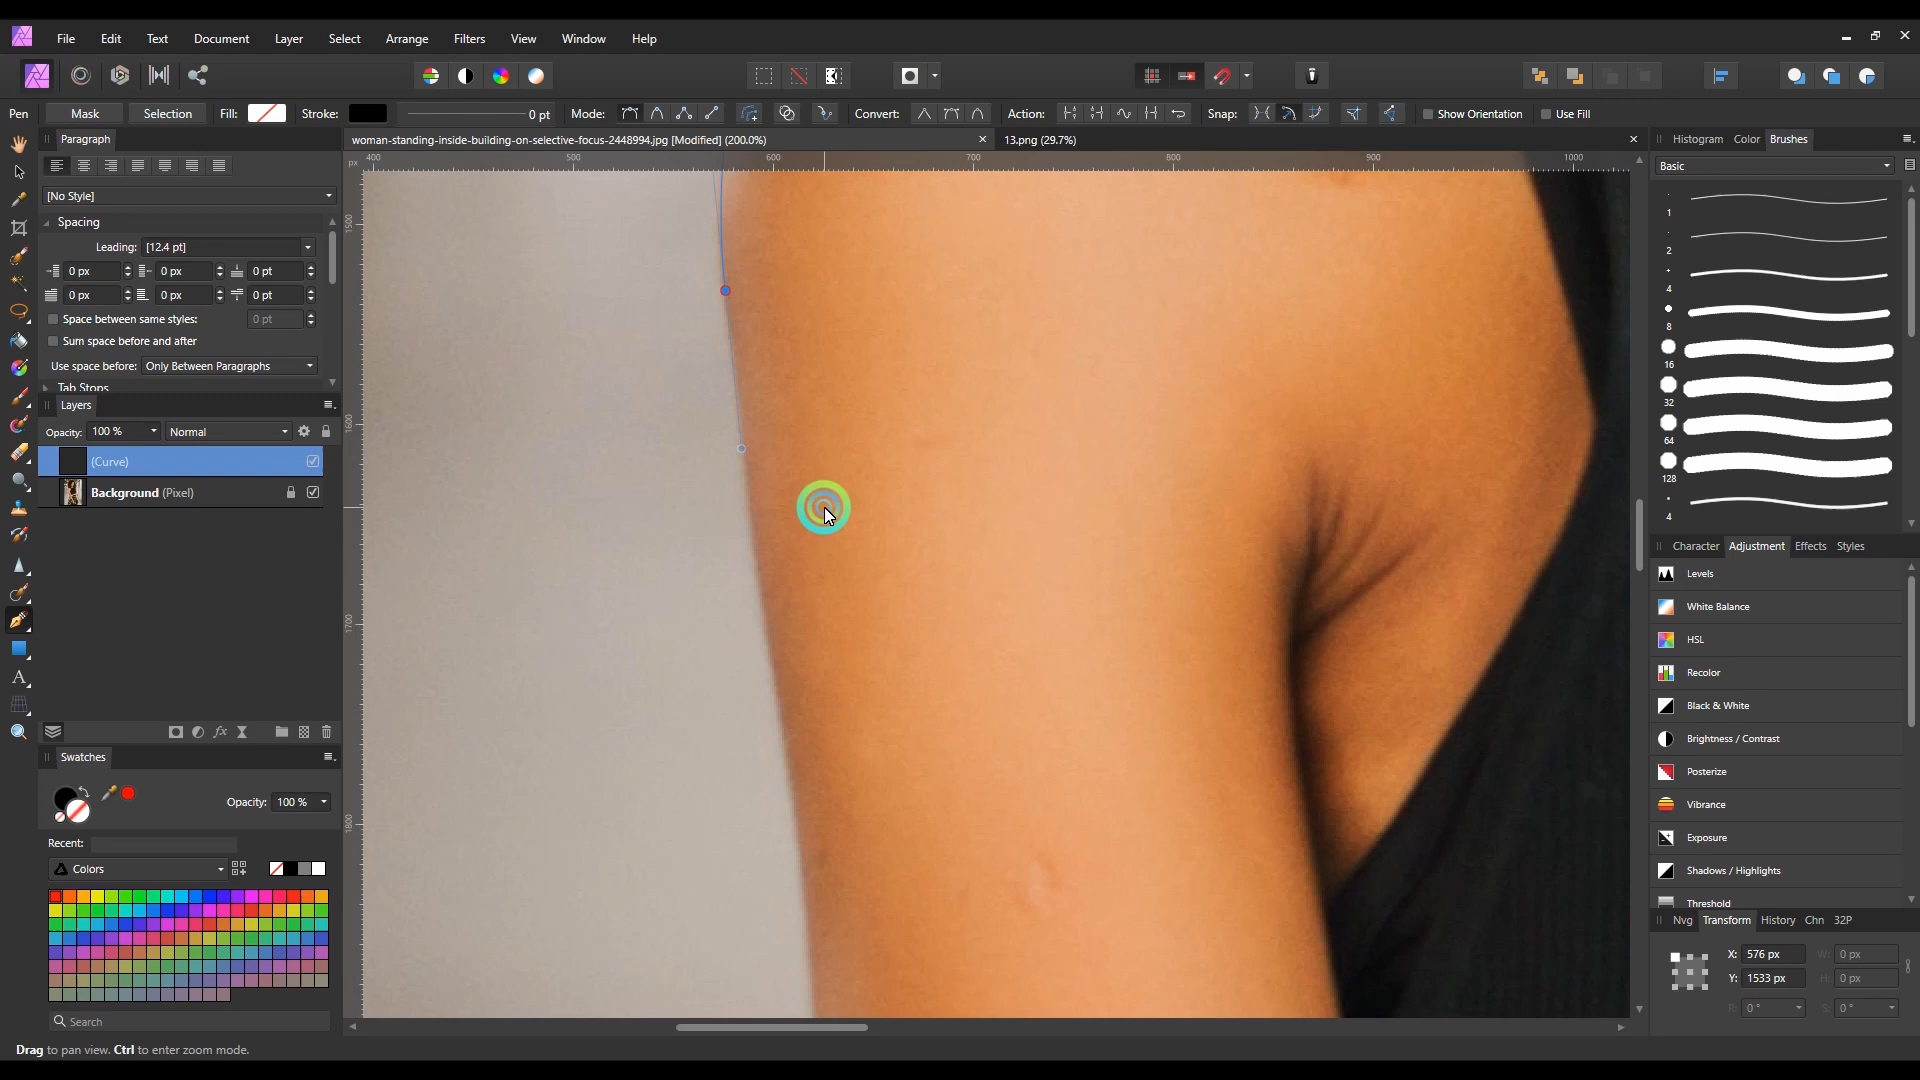 File Edit Text Document Layer Select Arrange Filters View Window Help
Pen Mask Selection Fill: Stroke: 0 pt Mode: Convert: Action: Snap: Show Orientation Use Fill
Paragraph
woman-standing-inside-building-on-selective-focus-2448994.jpg [Modified] (200.0%)
13.png (29.7%)
Histogram Color Brushes
px 400 500 600 700 800 900 1000
Basic
[No Style]
Spacing
Leading: [12.4 pt]
0 px 0 px 0 pt
0 px 0 px 0 pt
Space between same styles: 0 pt
Sum space before and after
Use space before: Only Between Paragraphs
Tab Stops
1500
1600
1700
1800
1
2
4
8
16
32
64
128
4
Layers
Opacity: 100 % Normal
(Curve)
Background (Pixel)
Character Adjustment Effects Styles
Levels
White Balance
HSL
Recolor
Black & White
Brightness / Contrast
Posterize
Vibrance
Exposure
Shadows / Highlights
Threshold
Swatches
Opacity: 100 %
Recent:
Colors
Search
Nvg Transform History Chn 32P
X: 576 px W: 0 px
Y: 1533 px H: 0 px
R: 0 ° S: 0 °
Drag to pan view. Ctrl to enter zoom mode.